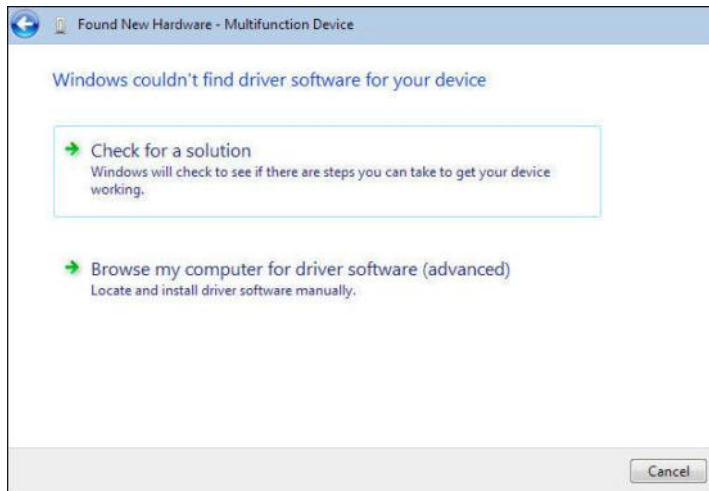 Found New Hardware - Multifunction Device
Windows couldn't find driver software for your device
Check for a solution
Windows will check to see if there are steps you can take to get your device
working.
Browse my computer for driver software (advanced)
Locate and install driver software manually.
Cancel